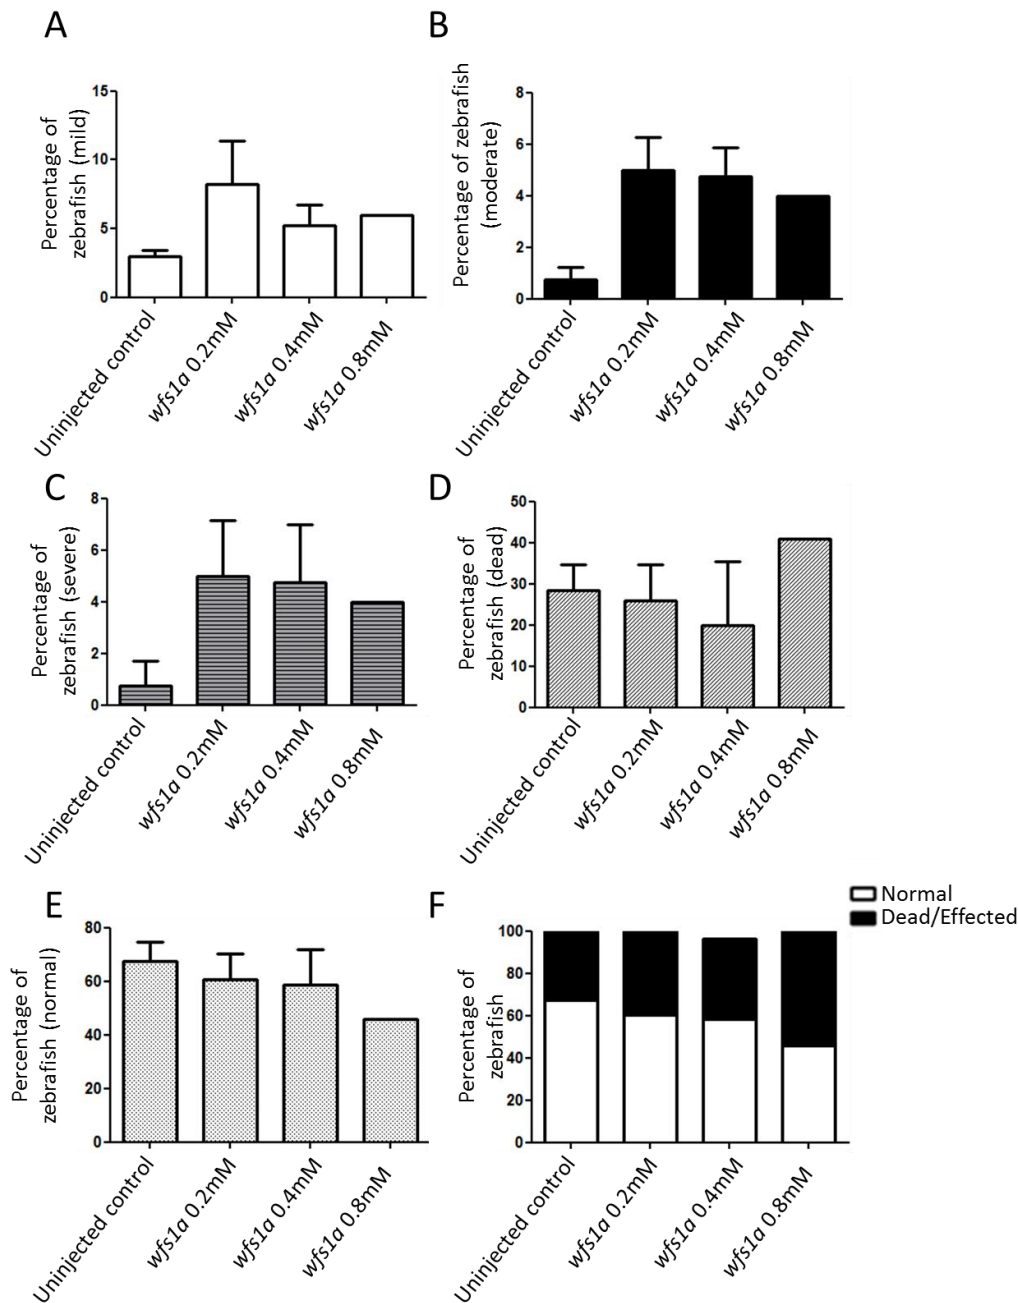 A
Percentage of
zebrafish (mild)
15
10
5
0
Uninjected control
wfs1a 0.2mM
wfs1a 0.4mM
wfs1a 0.8mM
B
Percentage of zebrafish
(moderate)
8
6
4
2
0
Uninjected control
wfs1a 0.2mM
wfs1a 0.4mM
wfs1a 0.8mM
C
Percentage of
zebrafish (severe)
8
6
4
2
0
Uninjected control
wfs1a 0.2mM
wfs1a 0.4mM
wfs1a 0.8mM
D
Percentage of
zebrafish (dead)
50
40
30
20
10
0
Uninjected control
wfs1a 0.2mM
wfs1a 0.4mM
wfs1a 0.8mM
E
Percentage of
zebrafish (normal)
80
60
40
20
0
Uninjected control
wfs1a 0.2mM
wfs1a 0.4mM
wfs1a 0.8mM
F
Normal
Dead/Effected
Percentage of
zebrafish
100
80
60
40
20
0
Uninjected control
wfs1a 0.2mM
wfs1a 0.4mM
wfs1a 0.8mM